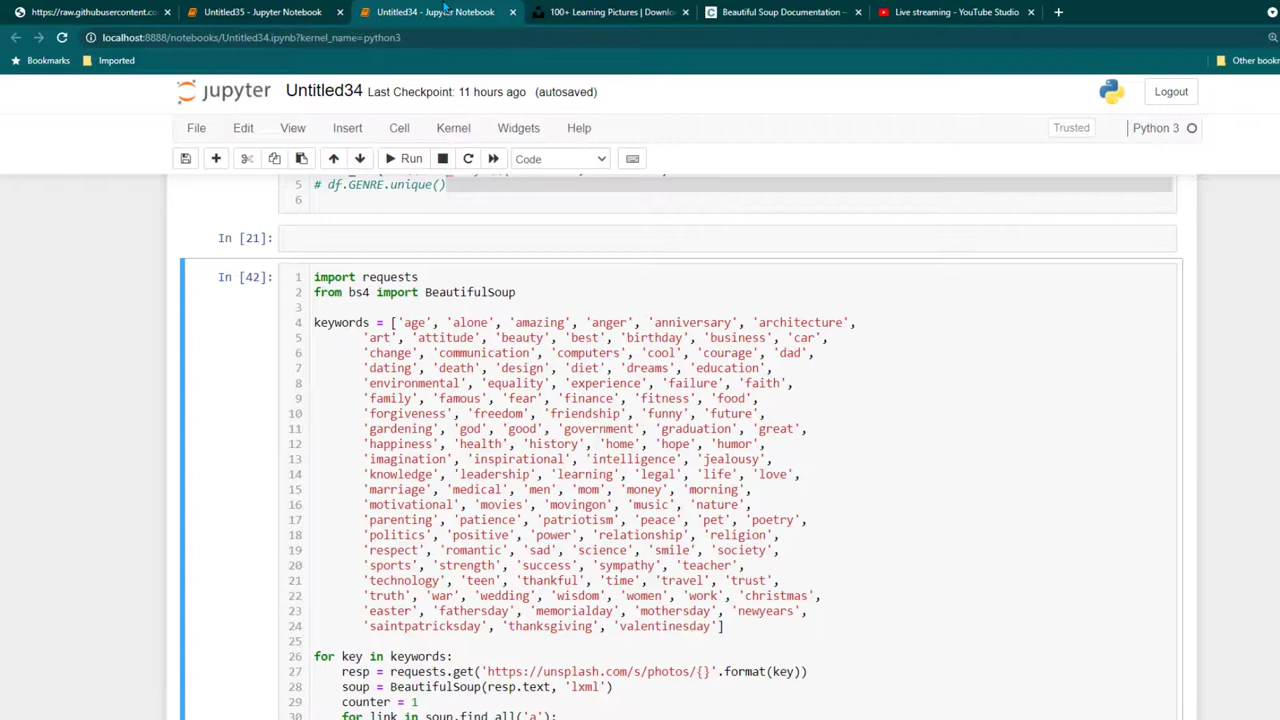 https://raw.githubusercontent.com ×
Untitled35 - Jupyter Notebook ×
Untitled34 - Jupyter Notebook ×
100+ Learning Pictures | Downlo ×
Beautiful Soup Documentation — ×
Live streaming - YouTube Studio ×
localhost:8888/notebooks/Untitled34.ipynb?kernel_name=python3
Bookmarks Imported Other book
jupyter Untitled34 Last Checkpoint: 11 hours ago (autosaved) Logout
File Edit View Insert Cell Kernel Widgets Help Trusted Python 3
Run Code
5 # df.GENRE.unique()
6
In [21]:
In [42]:
1 import requests
2 from bs4 import BeautifulSoup
3
4 keywords = ['age', 'alone', 'amazing', 'anger', 'anniversary', 'architecture',
5 'art', 'attitude', 'beauty', 'best', 'birthday', 'business', 'car',
6 'change', 'communication', 'computers', 'cool', 'courage', 'dad',
7 'dating', 'death', 'design', 'diet', 'dreams', 'education',
8 'environmental', 'equality', 'experience', 'failure', 'faith',
9 'family', 'famous', 'fear', 'finance', 'fitness', 'food',
10 'forgiveness', 'freedom', 'friendship', 'funny', 'future',
11 'gardening', 'god', 'good', 'government', 'graduation', 'great',
12 'happiness', 'health', 'history', 'home', 'hope', 'humor',
13 'imagination', 'inspirational', 'intelligence', 'jealousy',
14 'knowledge', 'leadership', 'learning', 'legal', 'life', 'love',
15 'marriage', 'medical', 'men', 'mom', 'money', 'morning',
16 'motivational', 'movies', 'movingon', 'music', 'nature',
17 'parenting', 'patience', 'patriotism', 'peace', 'pet', 'poetry',
18 'politics', 'positive', 'power', 'relationship', 'religion',
19 'respect', 'romantic', 'sad', 'science', 'smile', 'society',
20 'sports', 'strength', 'success', 'sympathy', 'teacher',
21 'technology', 'teen', 'thankful', 'time', 'travel', 'trust',
22 'truth', 'war', 'wedding', 'wisdom', 'women', 'work', 'christmas',
23 'easter', 'fathersday', 'memorialday', 'mothersday', 'newyears',
24 'saintpatricksday', 'thanksgiving', 'valentinesday']
25
26 for key in keywords:
27 resp = requests.get('https://unsplash.com/s/photos/{}'.format(key))
28 soup = BeautifulSoup(resp.text, 'lxml')
29 counter = 1
30 for link in soup.find_all('a'):